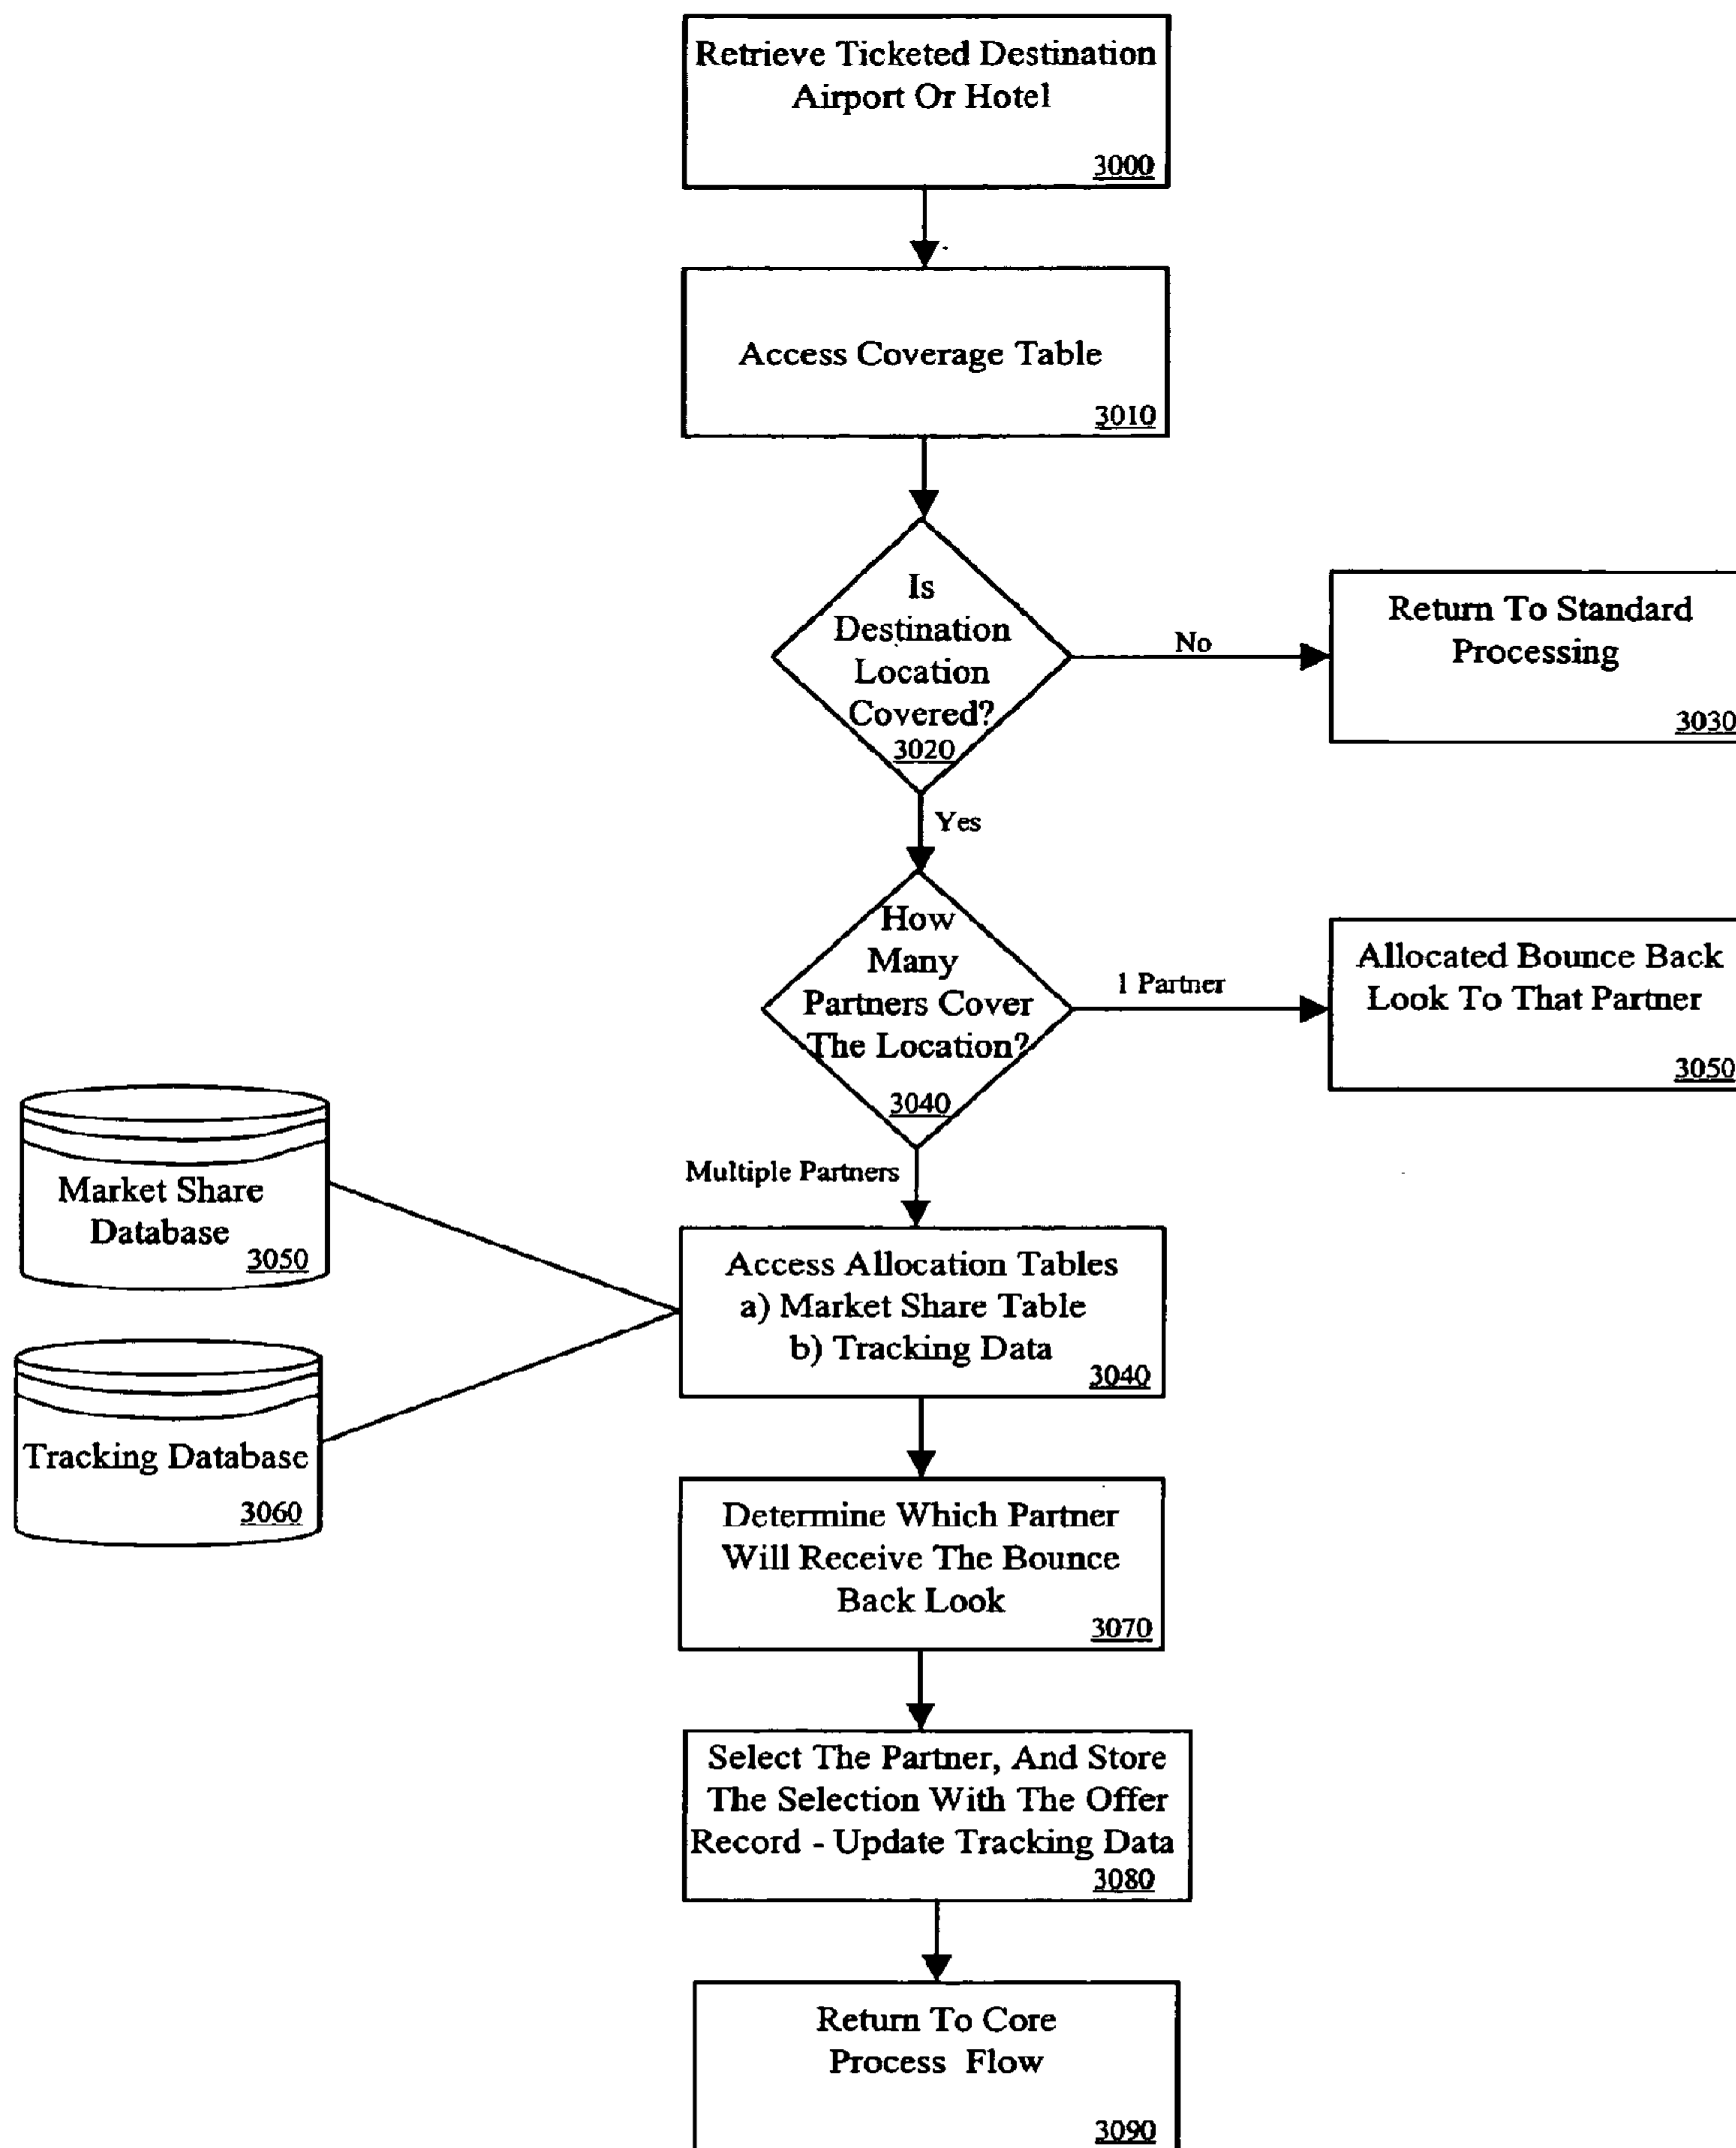 Retrieve Ticketed Destination
Airport Or Hotel
3000
Access Coverage Table
3010
Is
Destination
Location
Covered?
3020
No
Return To Standard
Processing
3030
Yes
How
Many
Partners Cover
The Location?
3040
1 Partner
Allocated Bounce Back
Look To That Partner
3050
Multiple Partners
Market Share
Database
3050
Access Allocation Tables
a) Market Share Table
b) Tracking Data
3040
Tracking Database
3060
Determine Which Partner
Will Receive The Bounce
Back Look
3070
Select The Partner, And Store
The Selection With The Offer
Record - Update Tracking Data
3080
Return To Core
Process Flow
3090